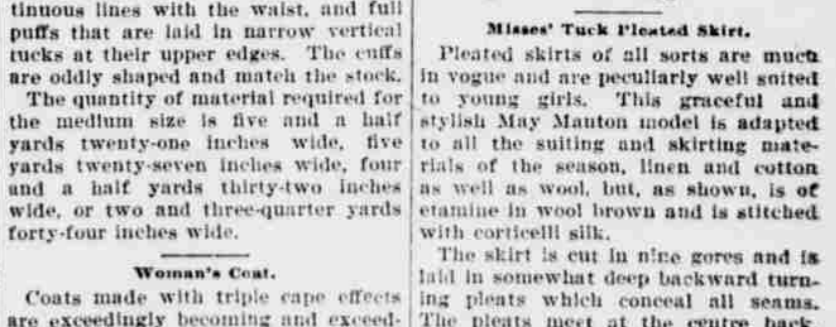 tinuous lines with the waist, and full
puffs that are laid in narrow vertical
tucks at their upper edges. The cuffs
are oddly shaped and match the stock.
The quantity of material required for
the medium size is five and a half
yards twenty-one inches wide, five
yards twenty-seven inches wide, four
and a half yards thirty-two inches
wide, or two and three-quarter yards
forty-four inches wide.
Woman's Coat.
Coats made with triple cape effects
are exceedingly becoming and exceed-
Misses' Tuck Pleated Skirt.
Pleated skirts of all sorts are much
in vogue and are peculiarly well suited
to young girls. This graceful and
stylish May Manton model is adapted
to all the suiting and skirting mate-
rials of the season, linen and cotton
as well as wool, but, as shown, is of
etamine in wool brown and is stitched
with corticelli silk.
The skirt is cut in nine gores and is
laid in somewhat deep backward turn-
ing pleats which conceal all seams.
The pleats meet at the centre back